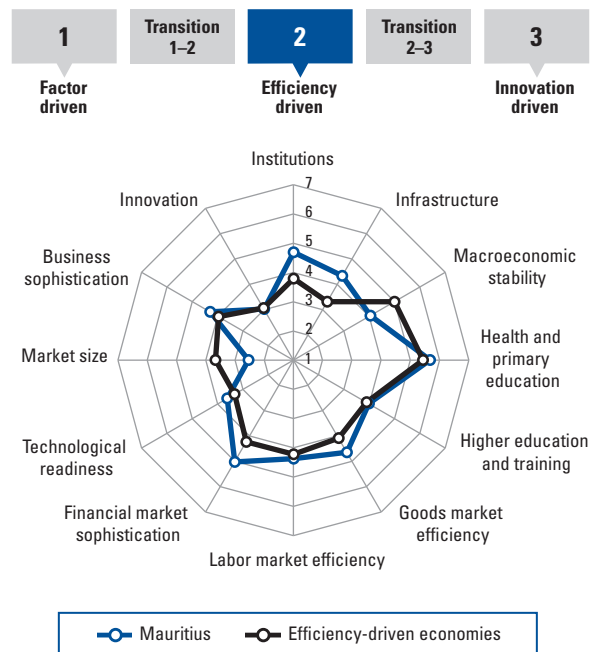 1
Transition
1–2
2
Transition
2–3
3
Factor
driven
Efficiency
driven
Innovation
driven
Institutions
7
6
5
4
3
2
1
Infrastructure
Macroeconomic
stability
Health and
primary
education
Higher education
and training
Goods market
efficiency
Labor market efficiency
Financial market
sophistication
Technological
readiness
Market size
Business
sophistication
Innovation
Mauritius
Efficiency-driven economies